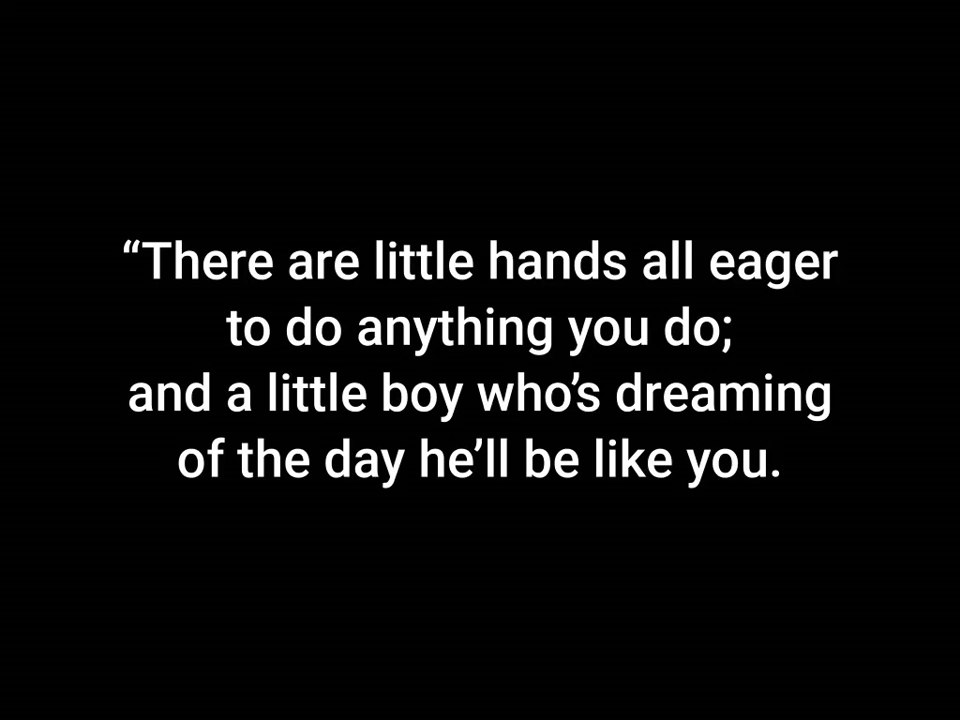 “There are little hands all eager
to do anything you do;
and a little boy who’s dreaming
of the day he’ll be like you.